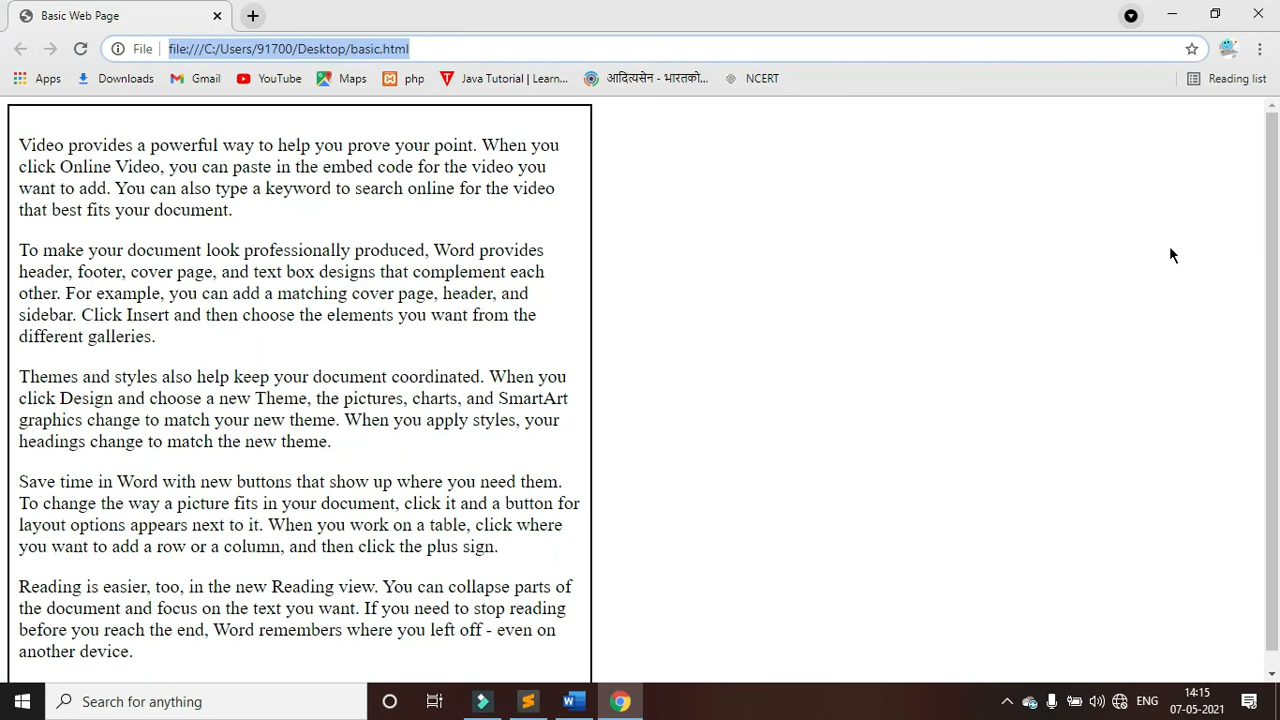 Basic Web Page
File
file:///C:/Users/91700/Desktop/basic.html
Apps Downloads Gmail YouTube Maps php Java Tutorial | Learn... आदित्यसेन - भारतको... NCERT Reading list
Video provides a powerful way to help you prove your point. When you
click Online Video, you can paste in the embed code for the video you
want to add. You can also type a keyword to search online for the video
that best fits your document.
To make your document look professionally produced, Word provides
header, footer, cover page, and text box designs that complement each
other. For example, you can add a matching cover page, header, and
sidebar. Click Insert and then choose the elements you want from the
different galleries.
Themes and styles also help keep your document coordinated. When you
click Design and choose a new Theme, the pictures, charts, and SmartArt
graphics change to match your new theme. When you apply styles, your
headings change to match the new theme.
Save time in Word with new buttons that show up where you need them.
To change the way a picture fits in your document, click it and a button for
layout options appears next to it. When you work on a table, click where
you want to add a row or a column, and then click the plus sign.
Reading is easier, too, in the new Reading view. You can collapse parts of
the document and focus on the text you want. If you need to stop reading
before you reach the end, Word remembers where you left off - even on
another device.
Search for anything
ENG
14:15
07-05-2021